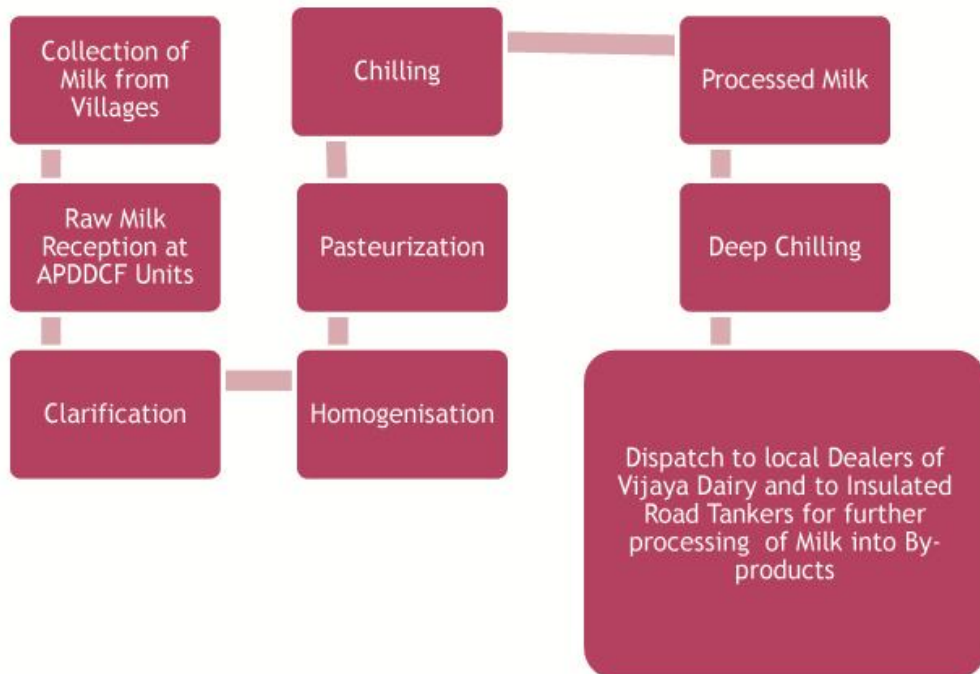 Collection of
Milk from
Villages
Raw Milk
Reception at
APDDCF Units
Clarification
Homogenisation
Pasteurization
Chilling
Processed Milk
Deep Chilling
Dispatch to local Dealers of
Vijaya Dairy and to Insulated
Road Tankers for further
processing of Milk into By-
products